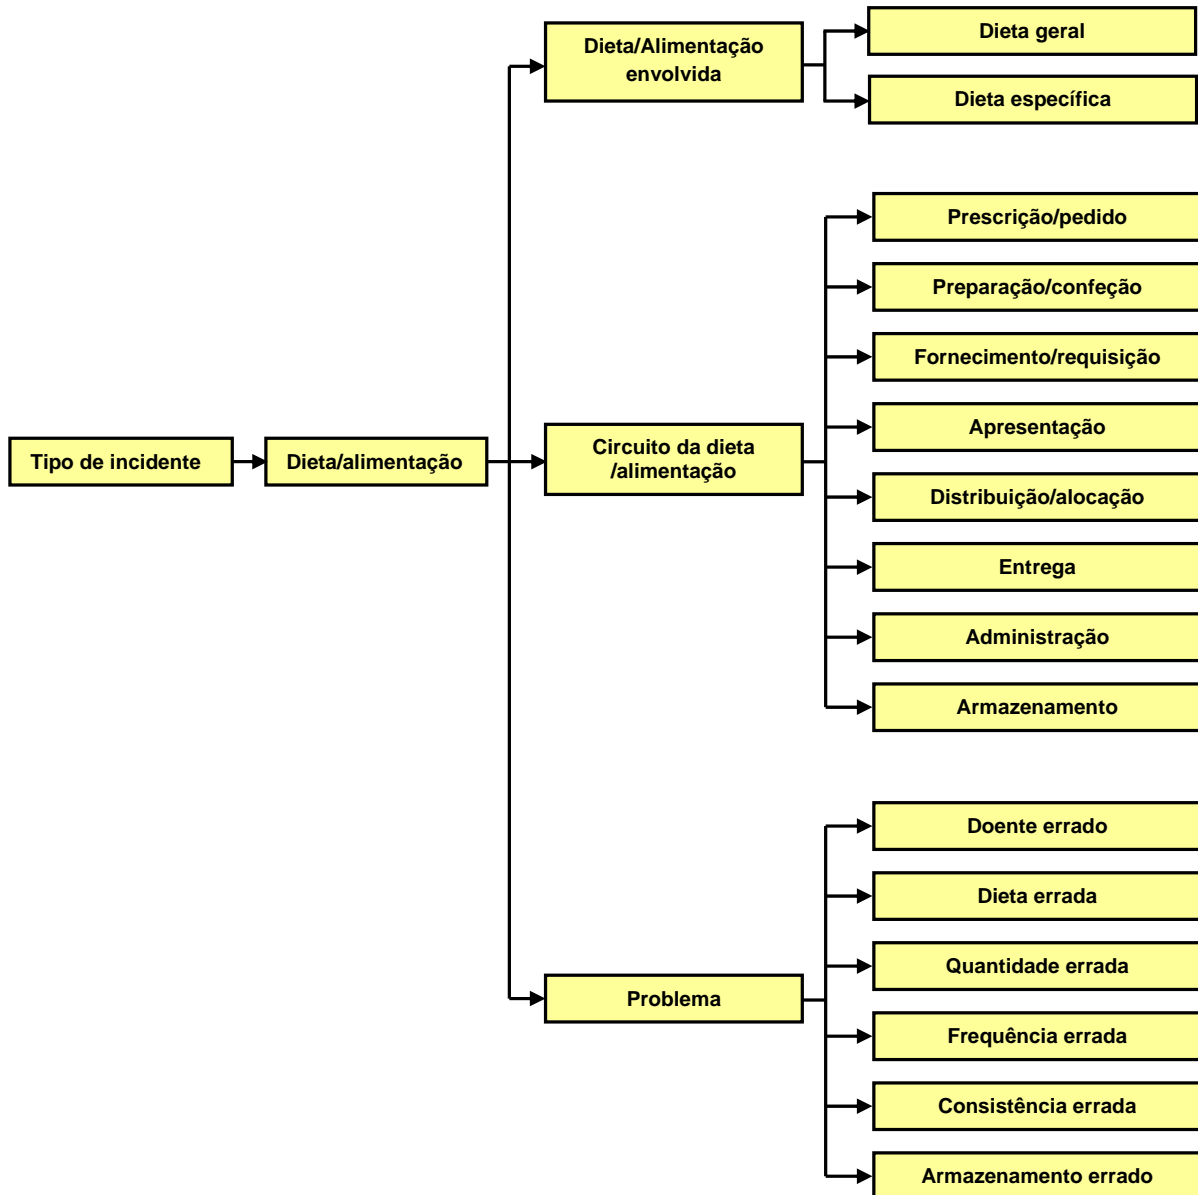 Tipo de incidente
Dieta/alimentação
Dieta/Alimentação
envolvida
Dieta geral
Dieta específica
Circuito da dieta
/alimentação
Prescrição/pedido
Preparação/confeção
Fornecimento/requisição
Apresentação
Distribuição/alocação
Entrega
Administração
Armazenamento
Problema
Doente errado
Dieta errada
Quantidade errada
Frequência errada
Consistência errada
Armazenamento errado